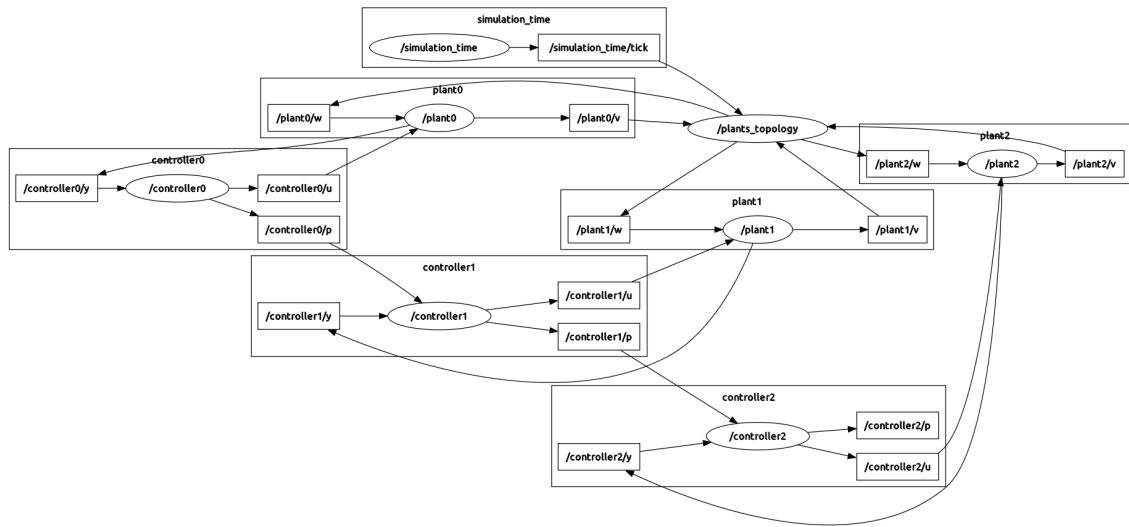 simulation_time
/simulation_time
/simulation_time/tick
plant0
/plant0/w
/plant0
/plant0/v
/plants_topology
plant2
/plant2/w
/plant2
/plant2/v
controller0
/controller0/y
/controller0
/controller0/u
/controller0/p
plant1
/plant1/w
/plant1
/plant1/v
controller1
/controller1/y
/controller1
/controller1/u
/controller1/p
controller2
/controller2/y
/controller2
/controller2/p
/controller2/u